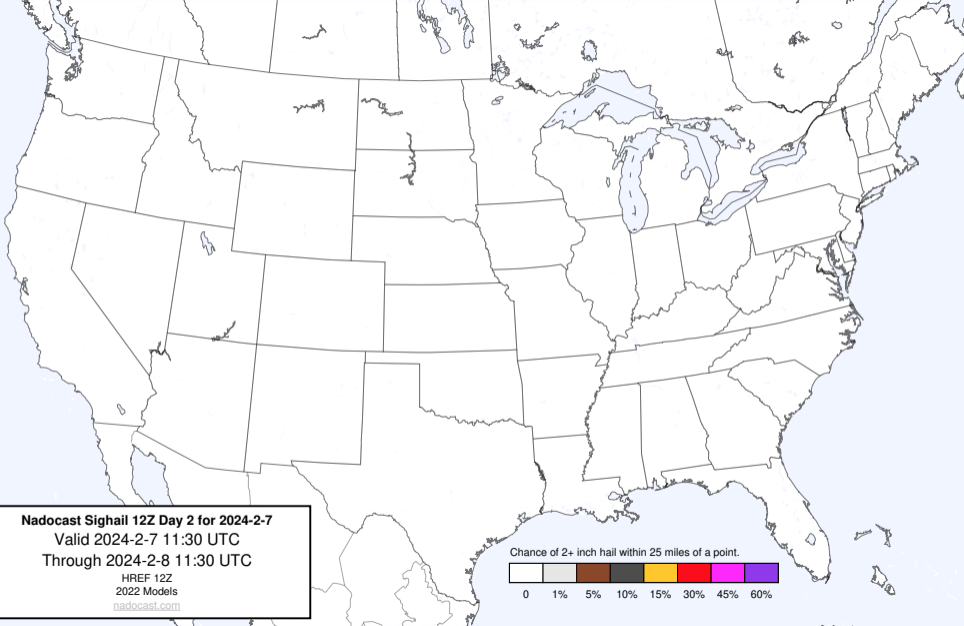 Nadocast Sighail 12Z Day 2 for 2024-2-7
Valid 2024-2-7 11:30 UTC
Through 2024-2-8 11:30 UTC
HREF 12Z
2022 Models
nadocast.com
Chance of 2+ inch hail within 25 miles of a point.
0 1% 5% 10% 15% 30% 45% 60%